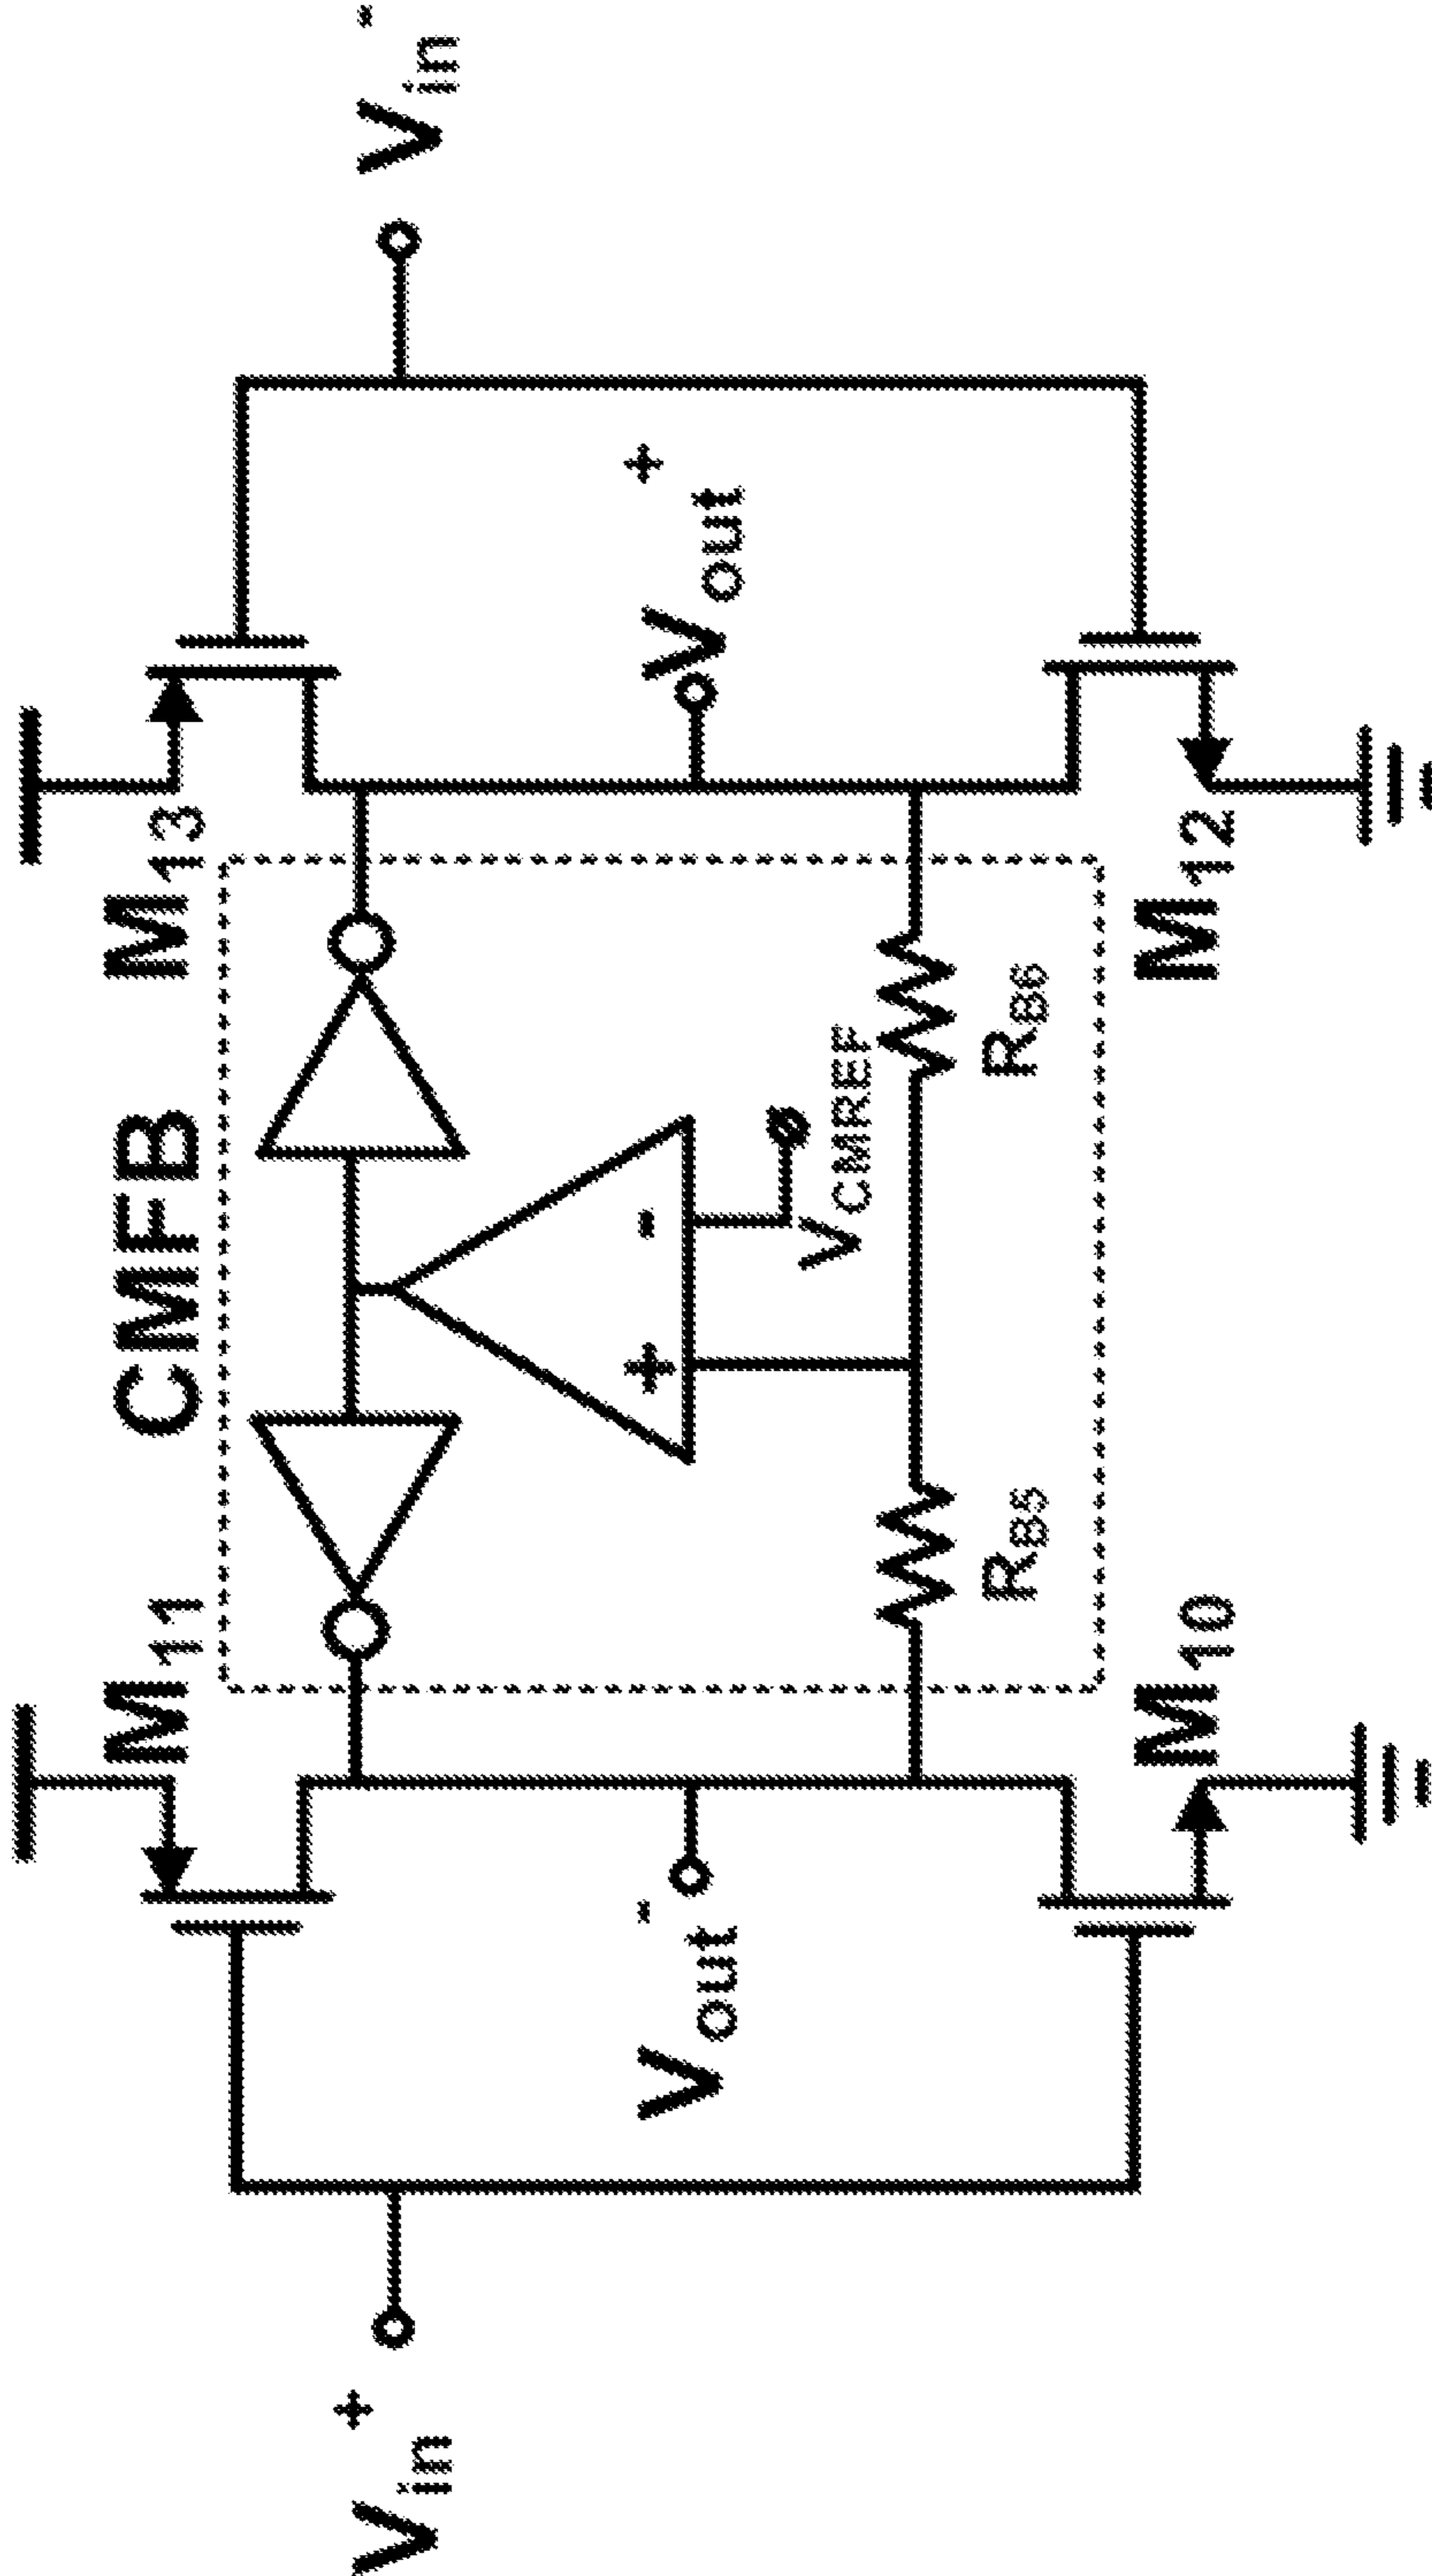 CMFB
M11
M13
Vin+
Vin-
Vout-
Vout+
+
-
VCMREF
RB5
RB6
M10
M12